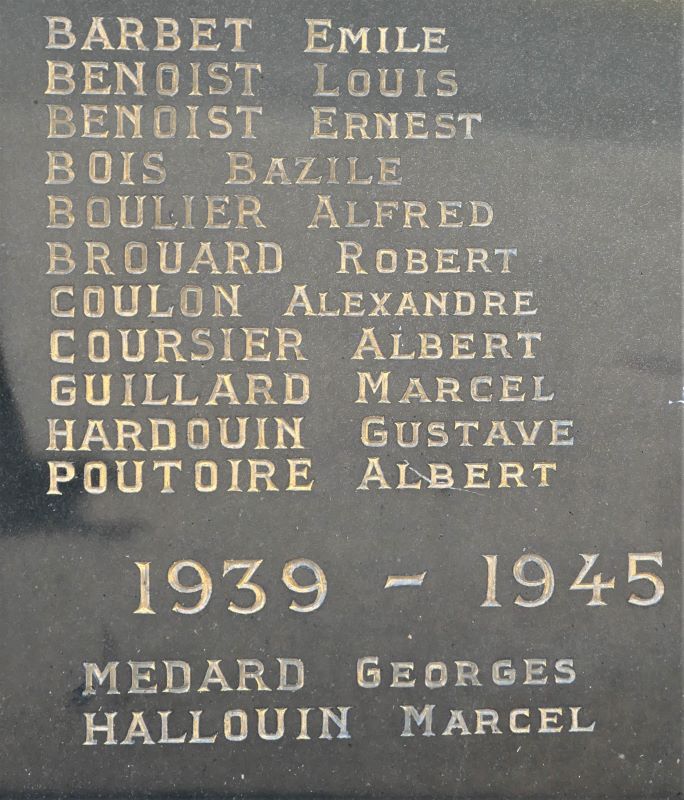 BARBET EMILE
BENOIST LOUIS
BENOIST ERNEST
BOIS BAZILE
BOULIER ALFRED
BROUARD ROBERT
COULON ALEXANDRE
COURSIER ALBERT
GUILLARD MARCEL
HARDOUIN GUSTAVE
POUTOIRE ALBERT
1939 - 1945
MEDARD GEORGES
HALLOUIN MARCEL